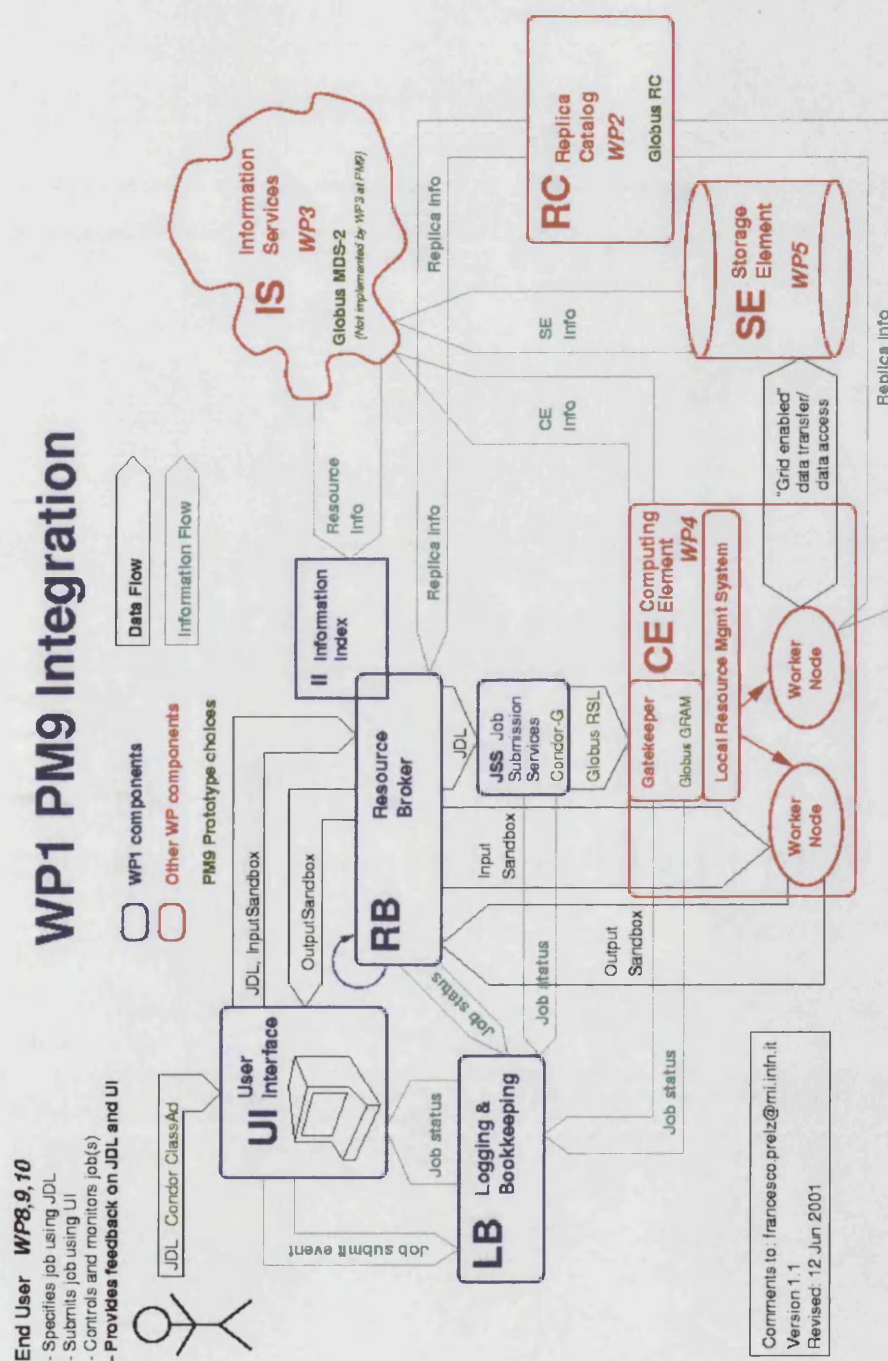 WP1 PM9 Integration
End User WP8,9,10
- Specifies job using JDL
- Submits job using UI
- Controls and monitors job(s)
- Provides feedback on JDL and UI
WP1 components
Other WP components
PM9 Prototype choices
Data Flow
Information Flow
JDL Condor ClassAd
UI User
Interface
JDL, InputSandbox
OutputSandbox
Job submit event
Job status
LB Logging &
Bookkeeping
Job status
Job status
Job status
RB Resource
Broker
II Information
Index
Resource
Info
IS Information
Services
WP3
Globus MDS-2
(Not implemented by WP3 at PM9)
Replica Info
Replica Info
RC Replica
Catalog
WP2
Globus RC
JDL
JSS Job
Submission
Services
Condor-G
Globus RSL
Input
Sandbox
Output
Sandbox
CE
Info
SE
Info
CE Computing
Element
WP4
Gatekeeper
Globus GRAM
Local Resource Mgmt System
Worker
Node
Worker
Node
"Grid enabled"
data transfer/
data access
SE Storage
Element
WP5
Replica Info
Comments to: francesco.prelz@mi.infn.it
Version 1.1
Revised: 12 Jun 2001